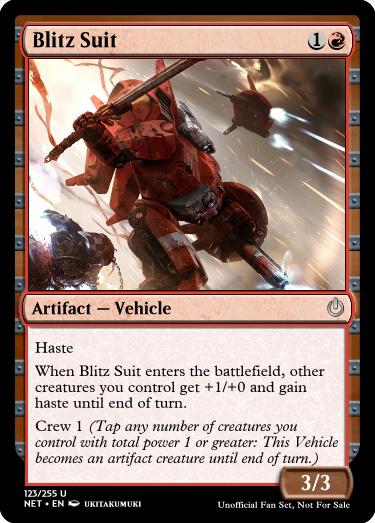 Blitz Suit 1
Artifact — Vehicle
Haste
When Blitz Suit enters the battlefield, other
creatures you control get +1/+0 and gain
haste until end of turn.
Crew 1 (Tap any number of creatures you
control with total power 1 or greater: This Vehicle
becomes an artifact creature until end of turn.)
3/3
123/255 U
NET • EN UKITAKUMUKI
Unofficial Fan Set, Not For Sale